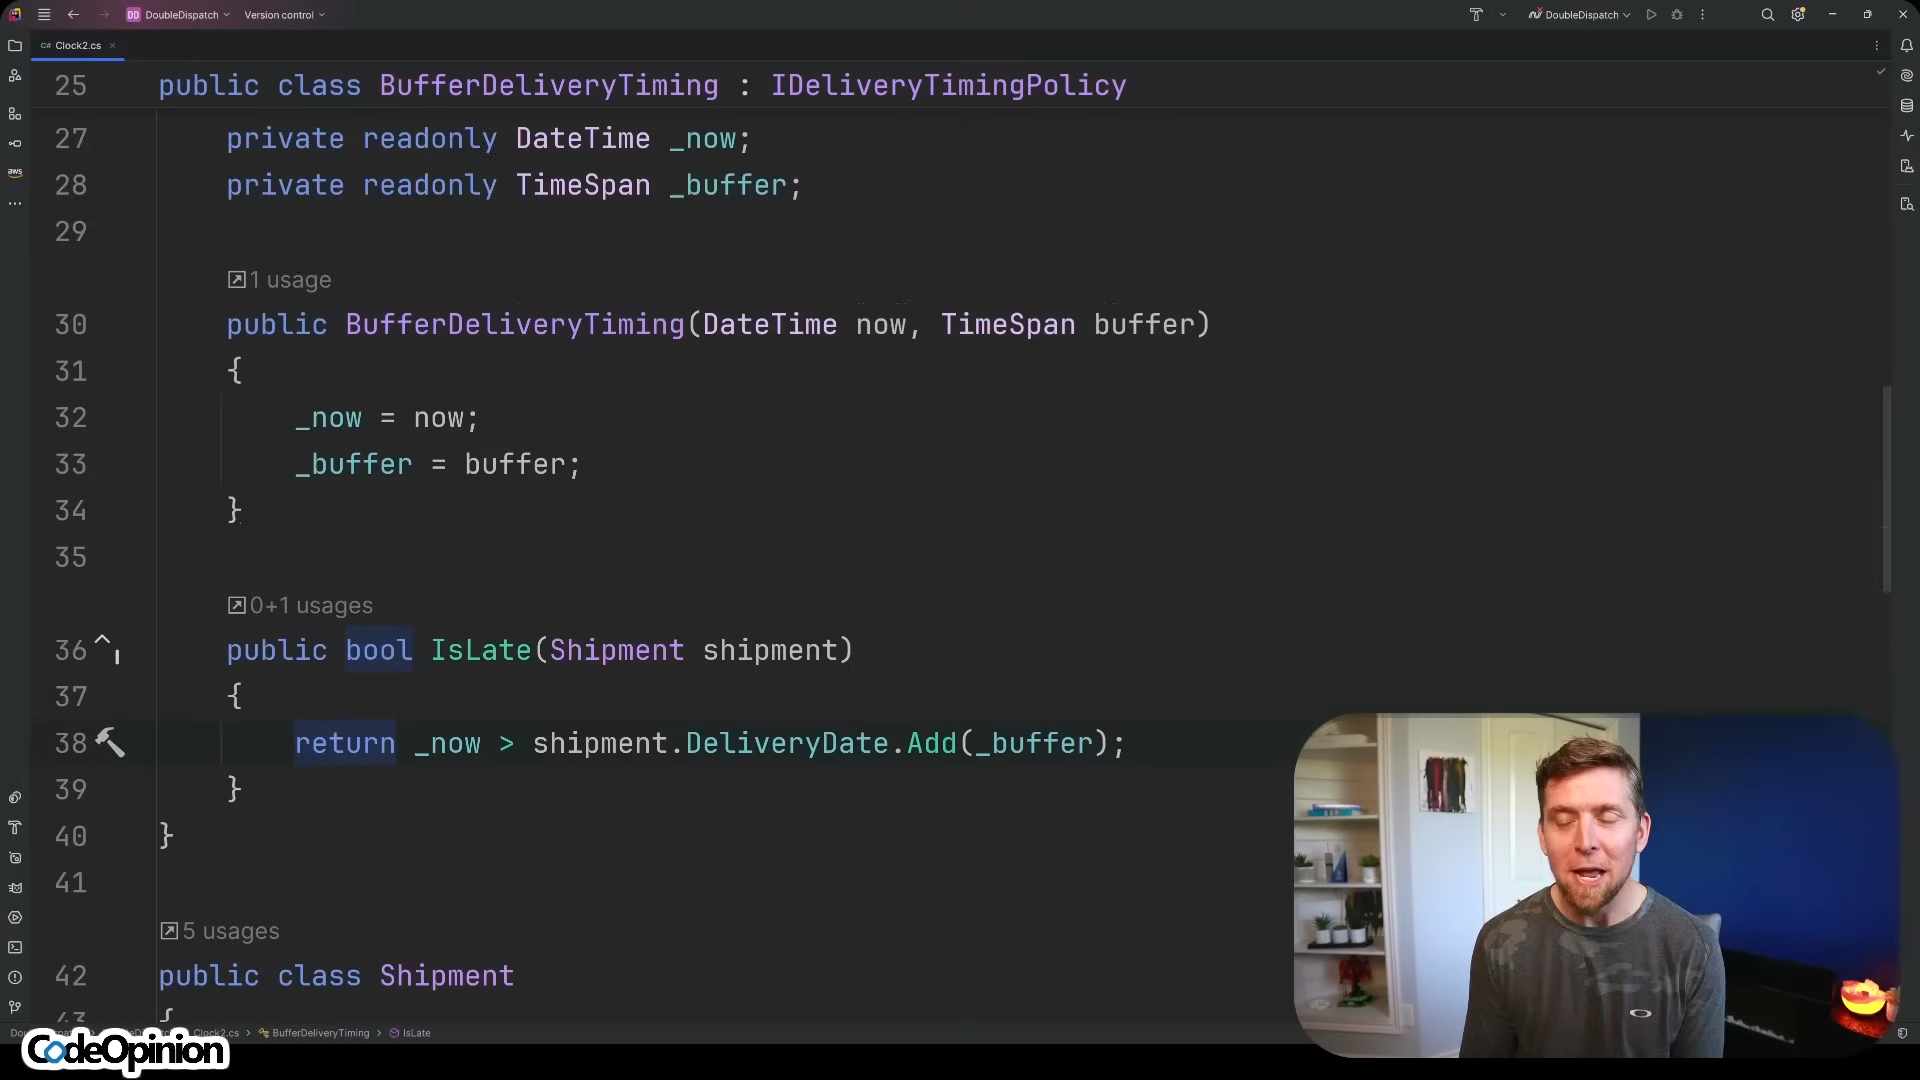 DD DoubleDispatch Version control DoubleDispatch
C# Clock2.cs
25 public class BufferDeliveryTiming : IDeliveryTimingPolicy
27 private readonly DateTime _now;
28 private readonly TimeSpan _buffer;
29
1 usage
30 public BufferDeliveryTiming(DateTime now, TimeSpan buffer)
31 {
32 _now = now;
33 _buffer = buffer;
34 }
35
0+1 usages
36 public bool IsLate(Shipment shipment)
37 {
38 return _now > shipment.DeliveryDate.Add(_buffer);
39 }
40 }
41
5 usages
42 public class Shipment
43 {
Clock2.cs > BufferDeliveryTiming > IsLate
CodeOpinion
aws